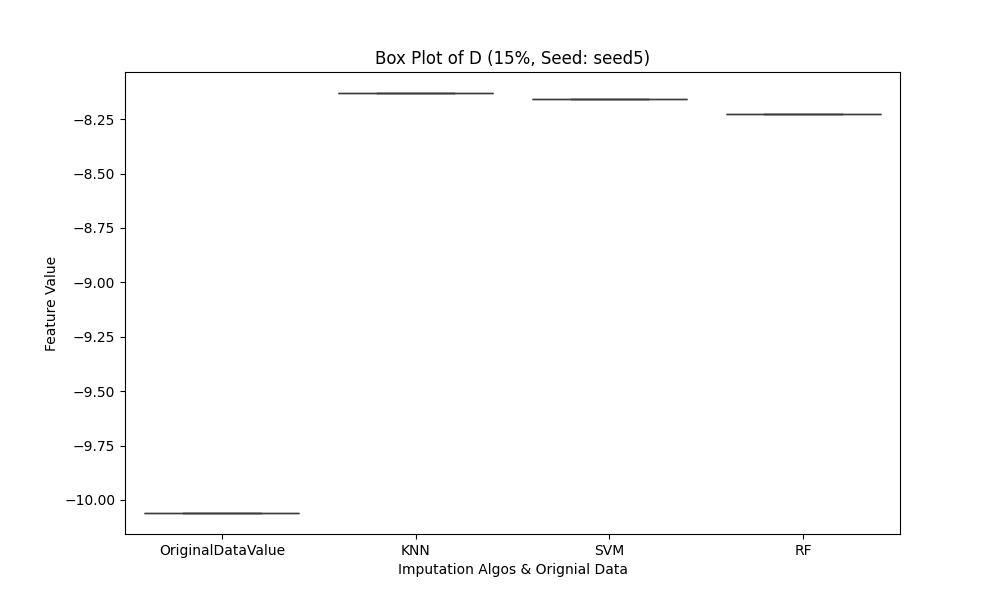 Box Plot of D (15%, Seed: seed5)
Feature Value
−8.25
−8.50
−8.75
−9.00
−9.25
−9.50
−9.75
−10.00
OriginalDataValue KNN SVM RF
Imputation Algos & Orignial Data